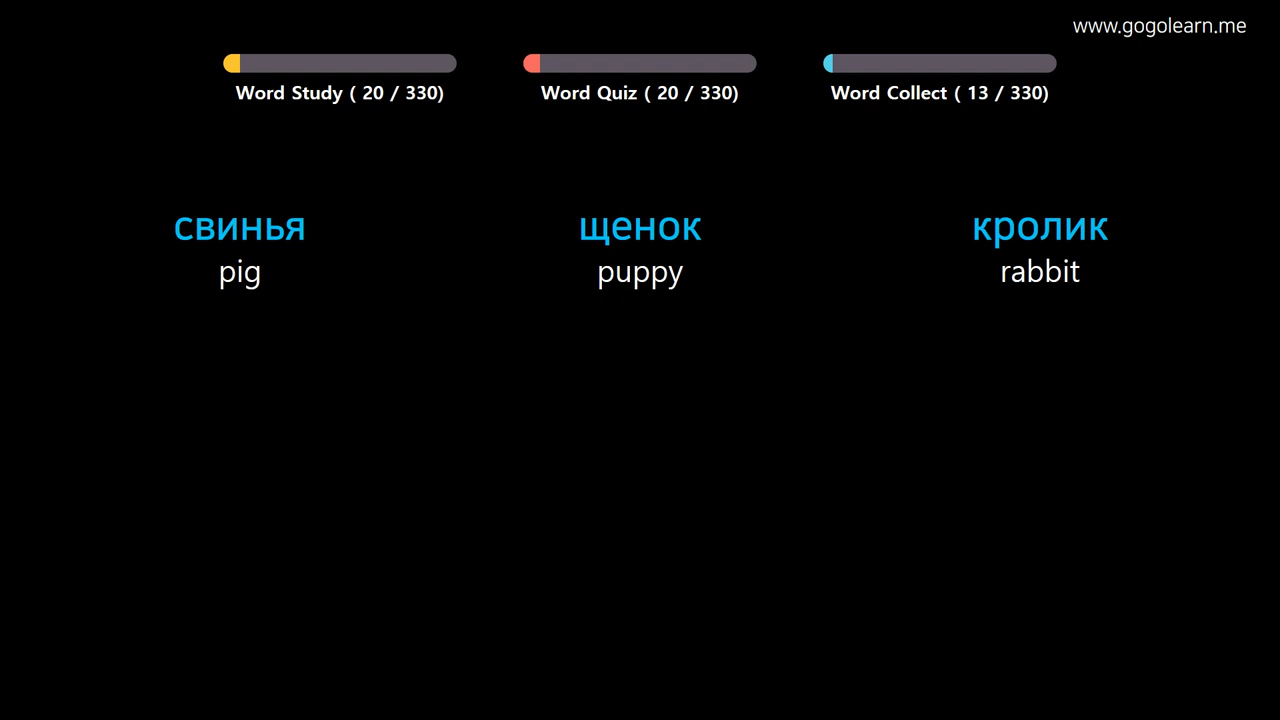 www.gogolearn.me
Word Study ( 20 / 330)
Word Quiz ( 20 / 330)
Word Collect ( 13 / 330)
свинья
pig
щенок
puppy
кролик
rabbit